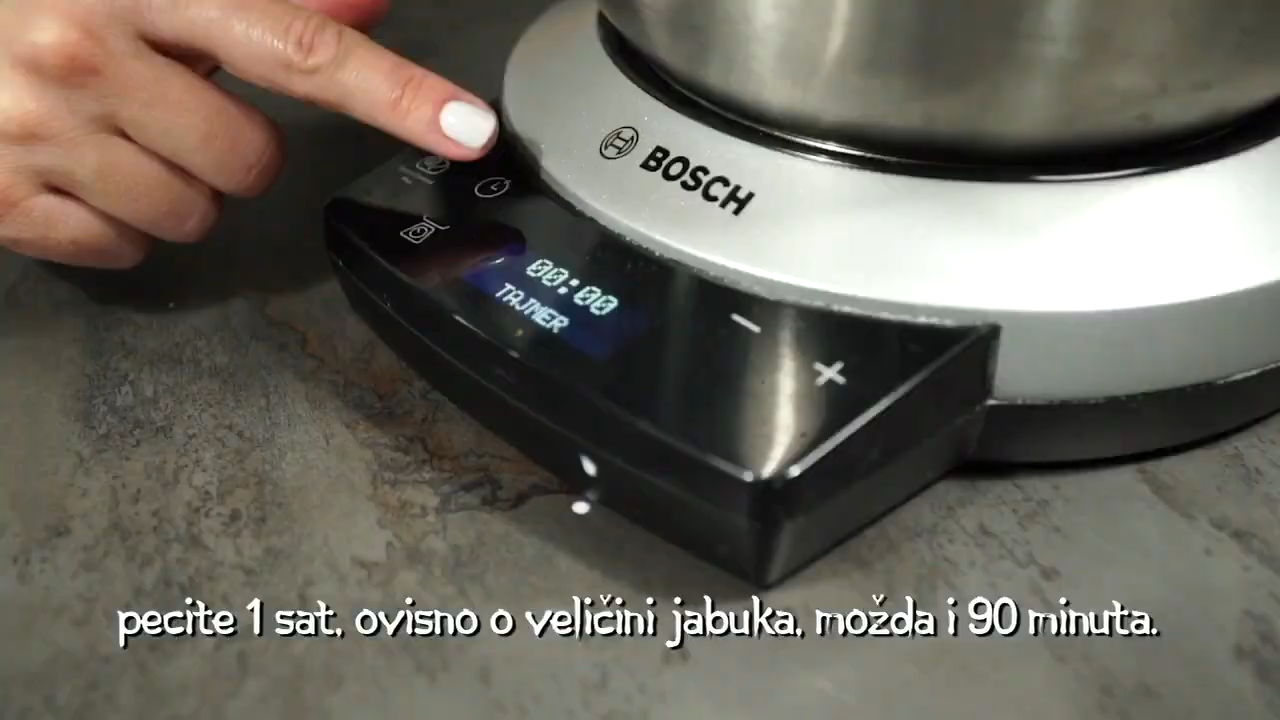 BOSCH
00:00
TAJMER
pecite 1 sat, ovisno o veličini jabuka, možda i 90 minuta.